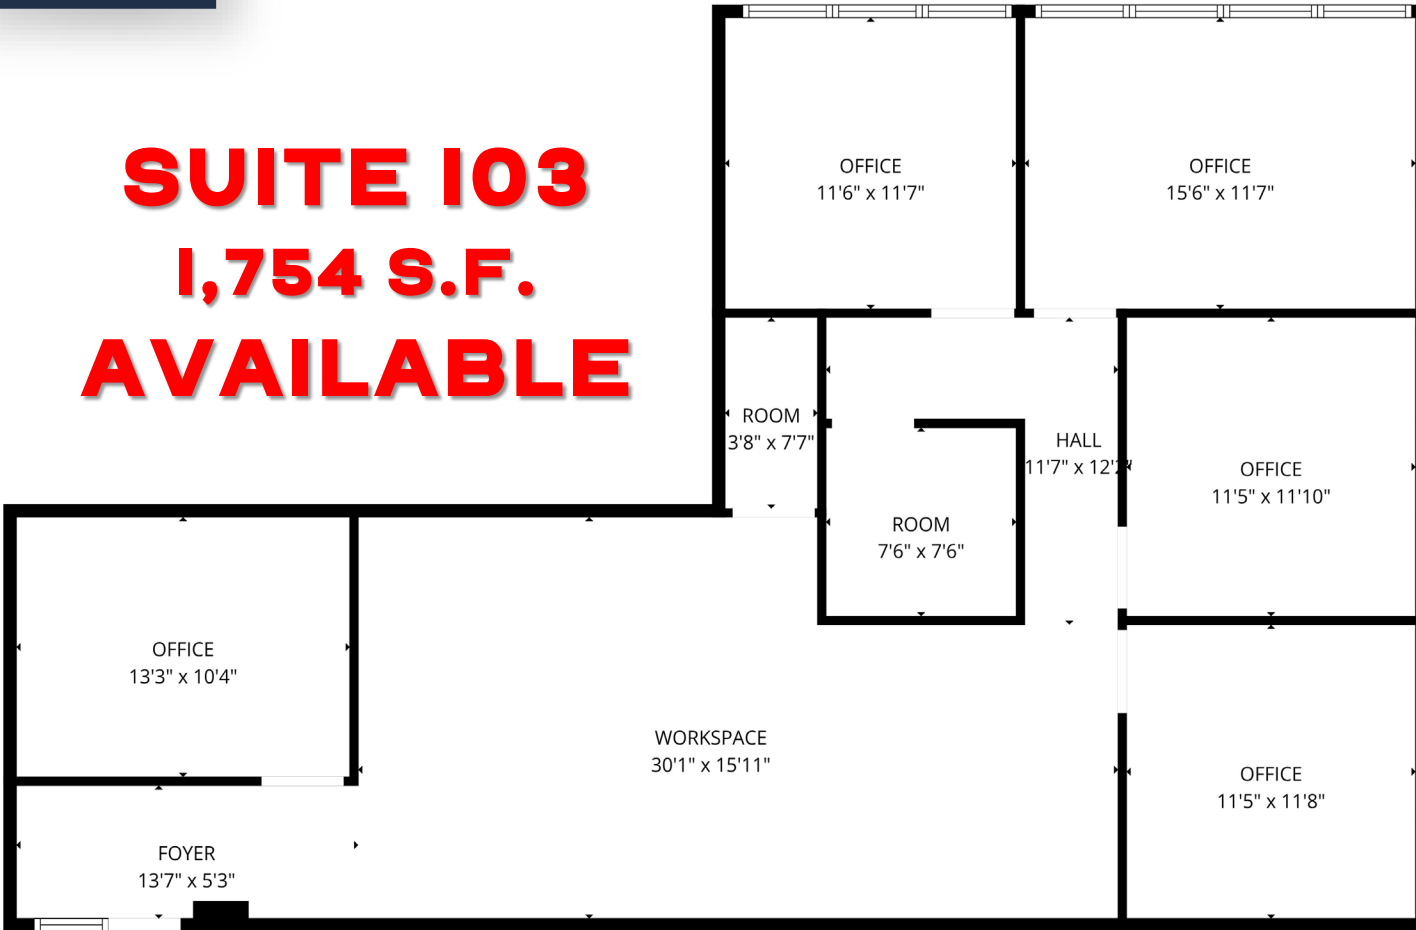 SUITE 103
1,754 S.F.
AVAILABLE
OFFICE
11'6" x 11'7"
OFFICE
15'6" x 11'7"
ROOM
3'8" x 7'7"
HALL
11'7" x 12'2"
OFFICE
11'5" x 11'10"
ROOM
7'6" x 7'6"
OFFICE
13'3" x 10'4"
WORKSPACE
30'1" x 15'11"
OFFICE
11'5" x 11'8"
FOYER
13'7" x 5'3"